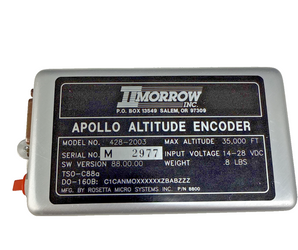 IIMORROW
INC.
P.O. BOX 13549 SALEM, OR 97309
APOLLO ALTITUDE ENCODER
MODEL NO. 428-2003 MAX ALTITUDE 35,000 FT
SERIAL NO. M 2977 INPUT VOLTAGE 14-28 VDC
SW VERSION 88.00.00 WEIGHT .8 LBS
TSO-C88a
DO-160B: C1CANMOXXXXXXZBABZZZ
MFG. BY ROSETTA MICRO SYSTEMS INC. P/N 8800